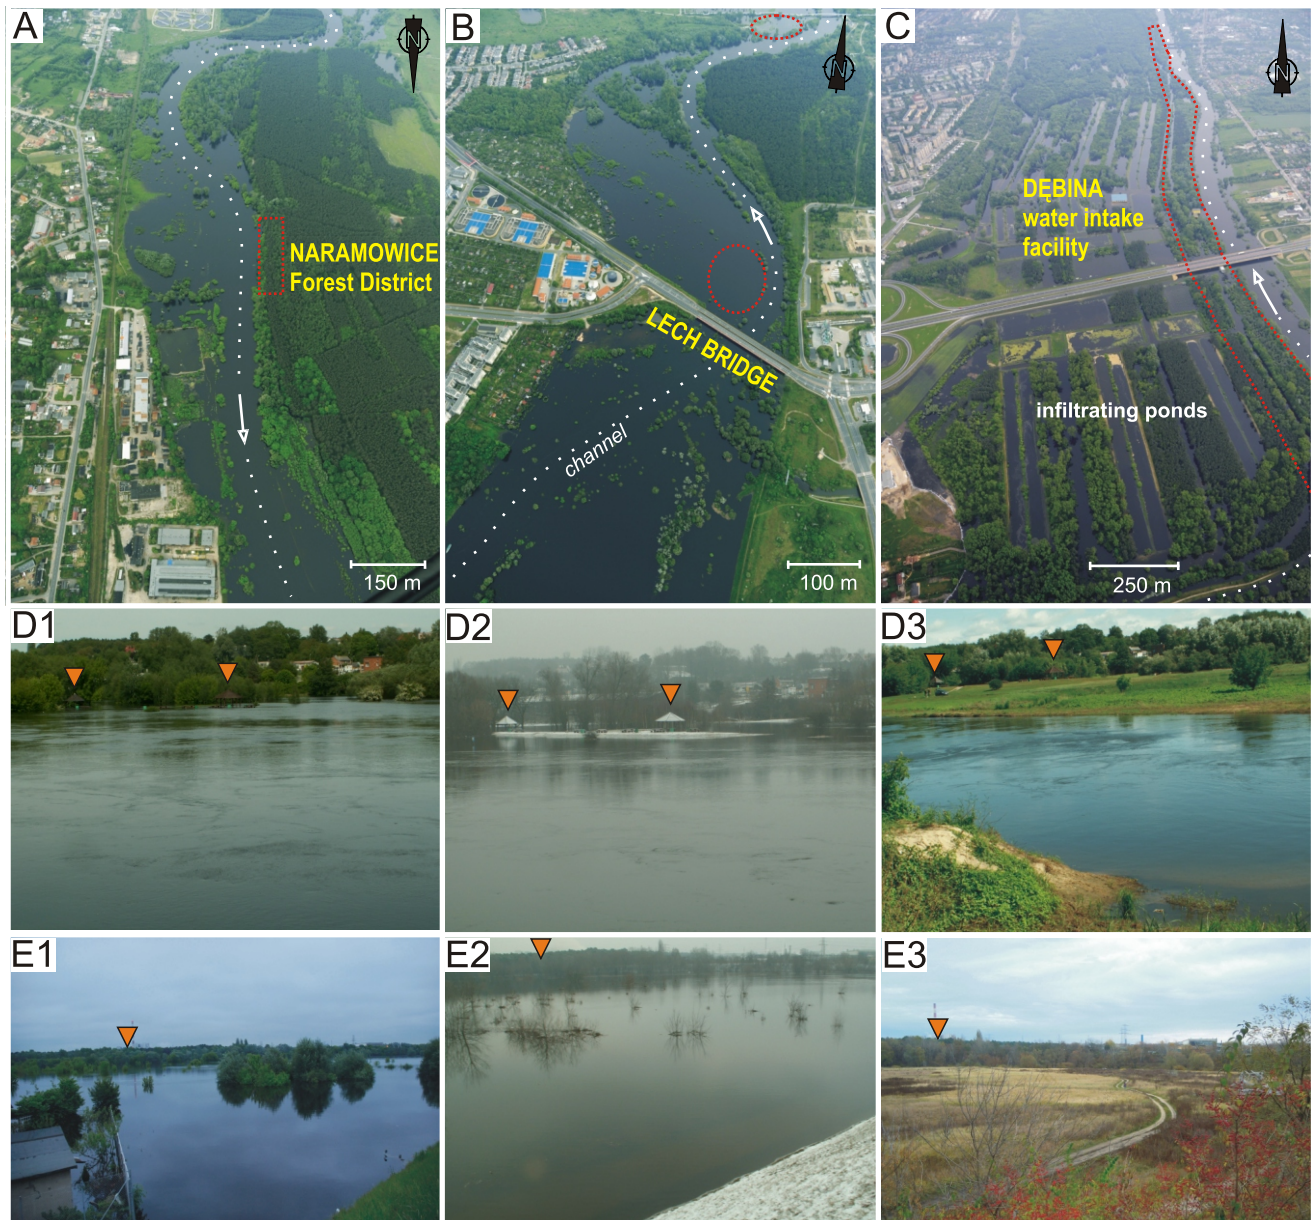 A
N
NARAMOWICE
Forest District
150 m
B
N
LECH BRIDGE
channel
100 m
C
N
DĘBINA
water intake
facility
infiltrating ponds
250 m
D1
D2
D3
E1
E2
E3